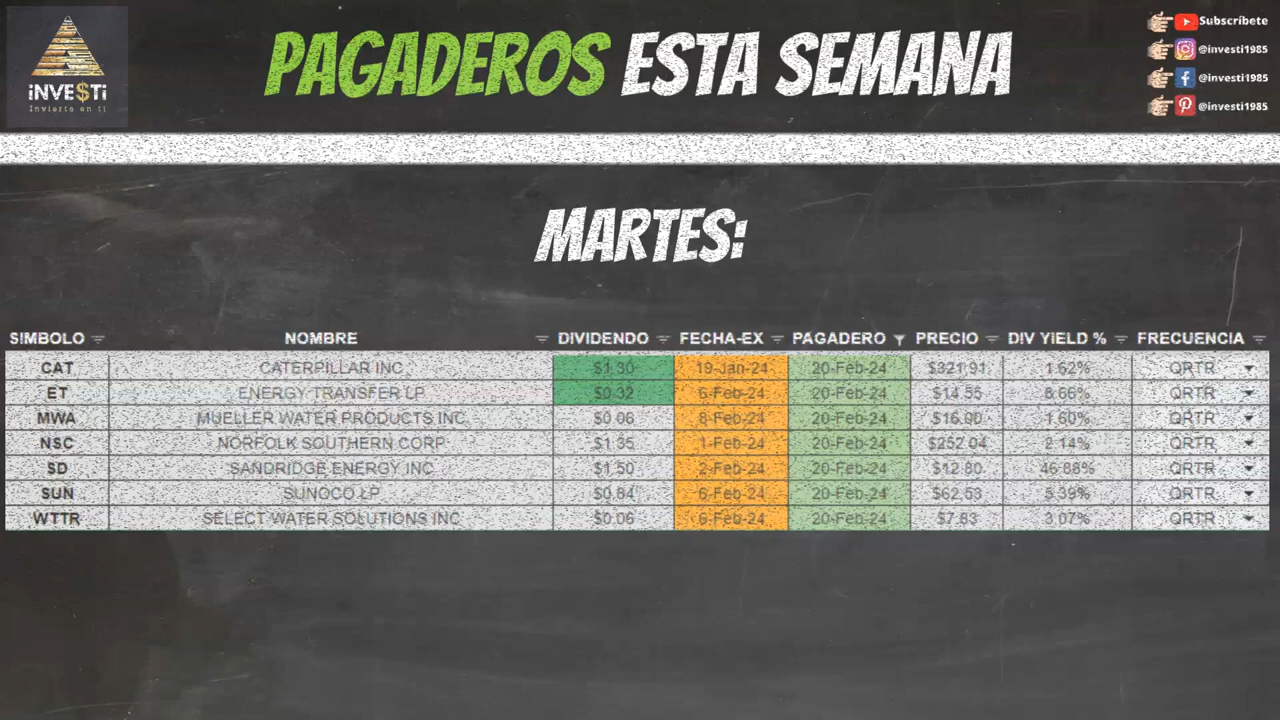 PAGADEROS ESTA SEMANA
iNVE$Ti
Invierto en ti
Subscríbete
@investi1985
@investi1985
@investi1985
MARTES:
SIMBOLO NOMBRE DIVIDENDO FECHA-EX PAGADERO PRECIO DIV YIELD % FRECUENCIA
CAT CATERPILLAR INC $1.30 19-Jan-24 20-Feb-24 $321.91 1.62% QRTR
ET ENERGY TRANSFER LP $0.32 6-Feb-24 20-Feb-24 $14.55 8.66% QRTR
MWA MUELLER WATER PRODUCTS INC $0.06 8-Feb-24 20-Feb-24 $16.00 1.60% QRTR
NSC NORFOLK SOUTHERN CORP $1.35 1-Feb-24 20-Feb-24 $252.04 2.14% QRTR
SD SANDRIDGE ENERGY INC $1.50 2-Feb-24 20-Feb-24 $12.80 46.88% QRTR
SUN SUNOCO LP $0.84 6-Feb-24 20-Feb-24 $62.53 5.39% QRTR
WTTR SELECT WATER SOLUTIONS INC $0.06 6-Feb-24 20-Feb-24 $7.83 3.07% QRTR